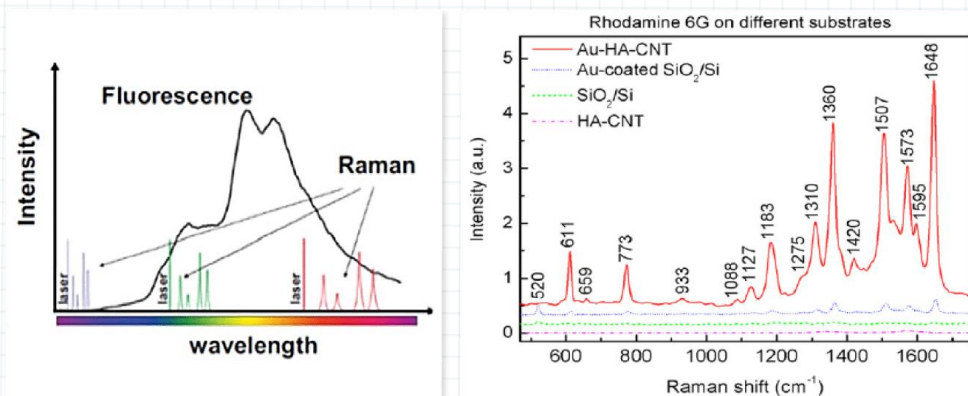 Fluorescence
Raman
Intensity
laser
laser
laser
wavelength
Rhodamine 6G on different substrates
Au-HA-CNT
Au-coated SiO₂/Si
SiO₂/Si
HA-CNT
Intensity (a.u.)
5
4
3
2
1
0
520
611
659
773
933
1088
1127
1183
1275
1310
1360
1420
1507
1573
1595
1648
600 800 1000 1200 1400 1600
Raman shift (cm⁻¹)